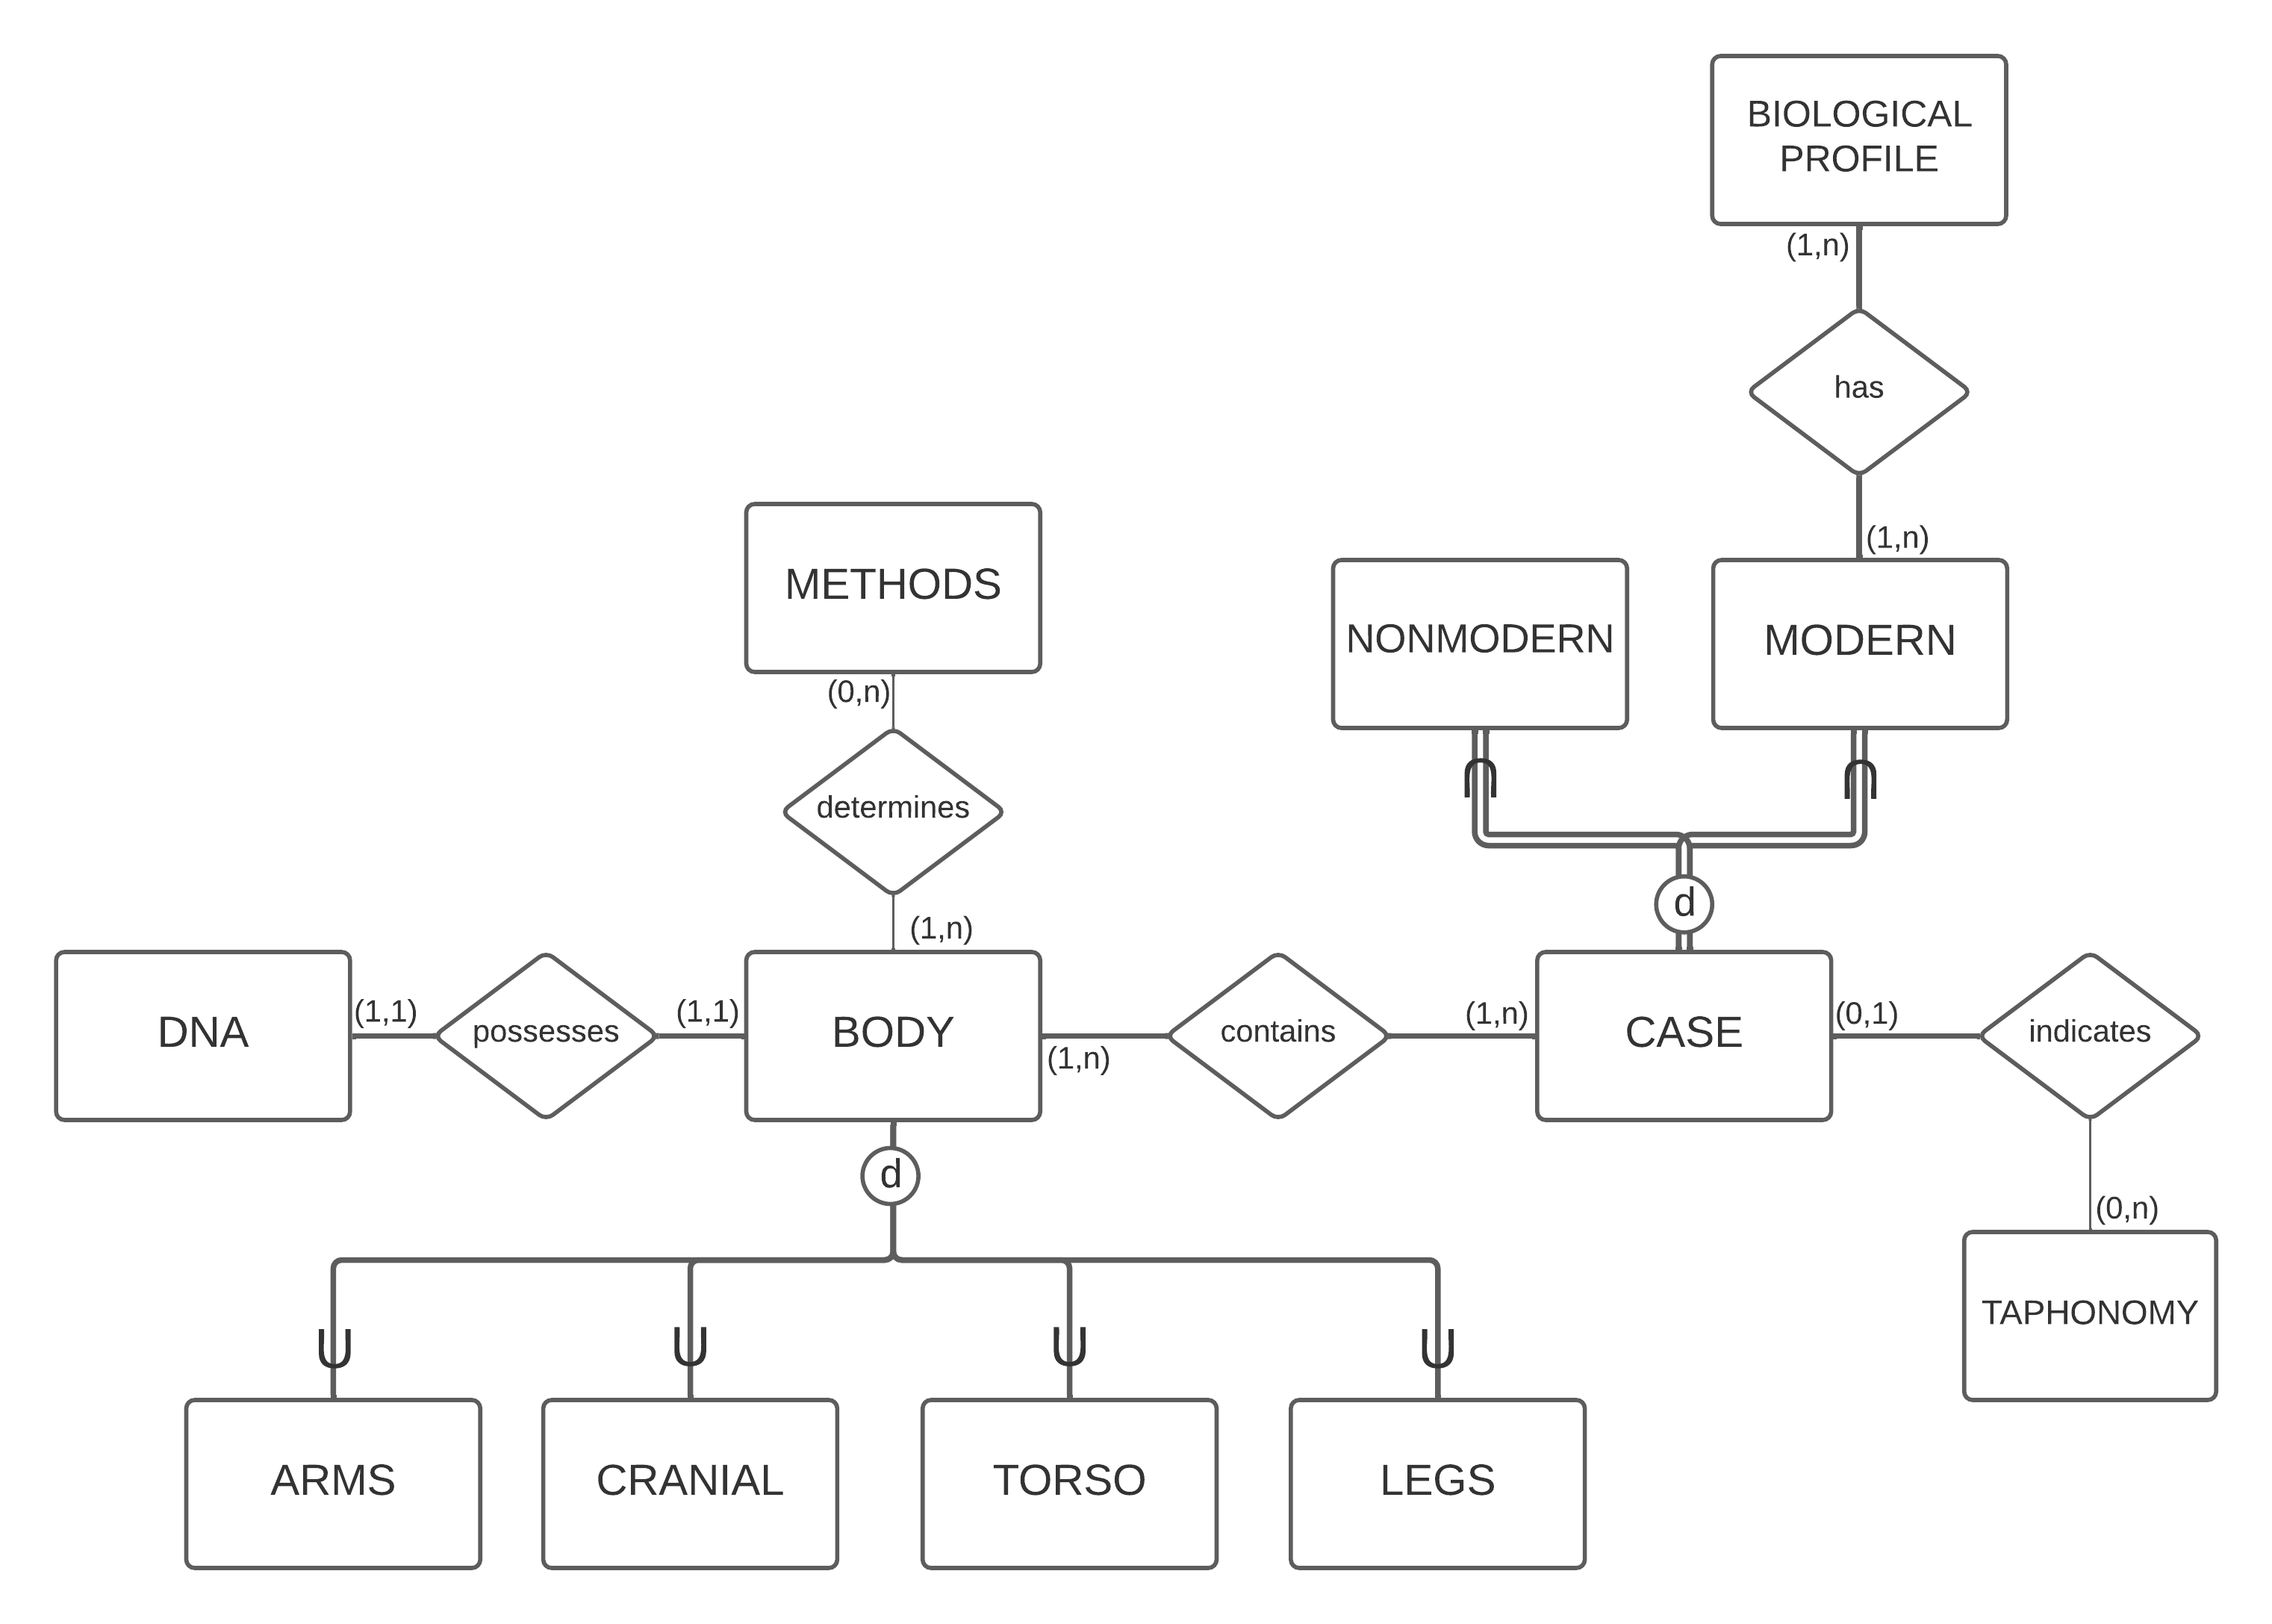 BIOLOGICAL
PROFILE
(1,n)
has
(1,n)
METHODS
NONMODERN
MODERN
(0,n)
determines
(1,n)
d
DNA
(1,1)
possesses
(1,1)
BODY
(1,n)
contains
(1,n)
CASE
(0,1)
indicates
d
(0,n)
TAPHONOMY
ARMS
CRANIAL
TORSO
LEGS